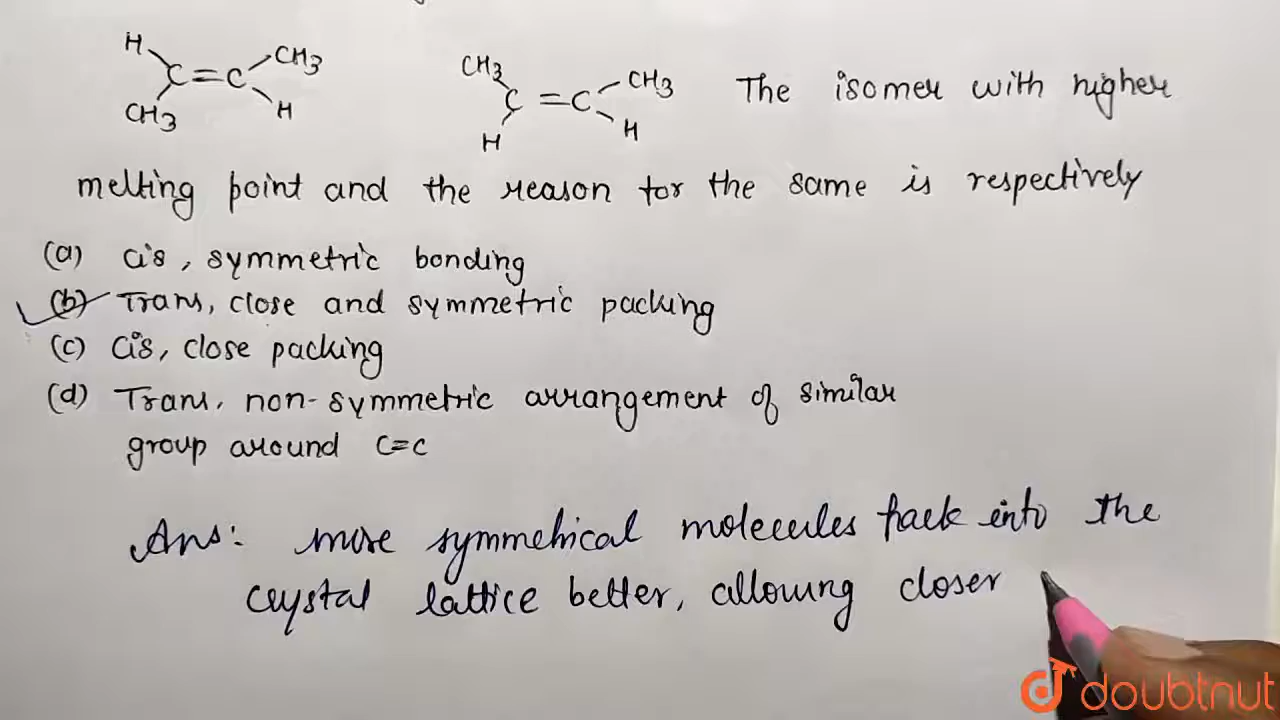 H CH3
C=C
CH3 H
CH3 CH3
C=C
H H
The isomer with higher
melting point and the reason for the same is respectively
(a) cis, symmetric bonding
(b) Trans, close and symmetric packing
(c) Cis, close packing
(d) Trans, non-symmetric arrangement of similar
group around C=C
Ans: more symmetrical molecules pack into the
crystal lattice better, allowing closer
doubtnut